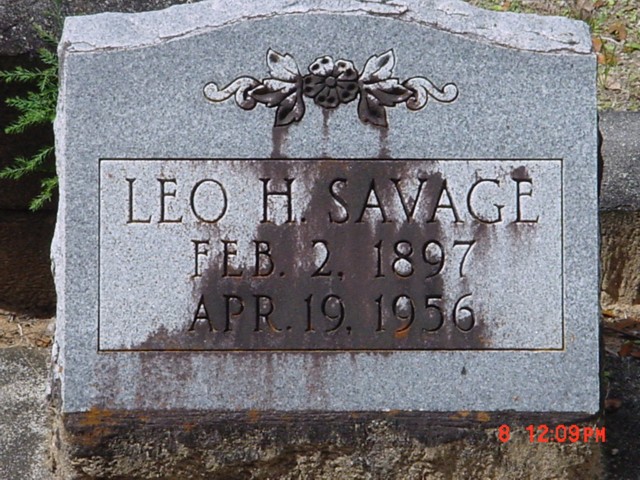 LEO H. SAVAGE
FEB. 2, 1897
APR. 19, 1956
8 12:09PM